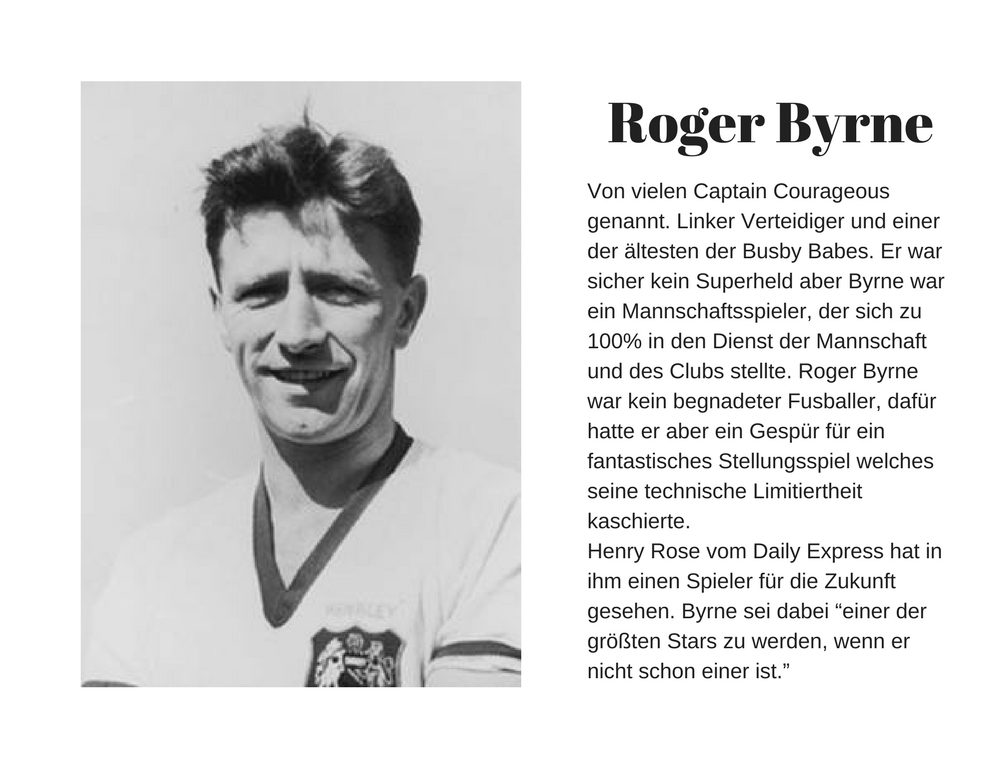 Roger Byrne
Von vielen Captain Courageous
genannt. Linker Verteidiger und einer
der ältesten der Busby Babes. Er war
sicher kein Superheld aber Byrne war
ein Mannschaftsspieler, der sich zu
100% in den Dienst der Mannschaft
und des Clubs stellte. Roger Byrne
war kein begnadeter Fusballer, dafür
hatte er aber ein Gespür für ein
fantastisches Stellungsspiel welches
seine technische Limitiertheit
kaschierte.
Henry Rose vom Daily Express hat in
ihm einen Spieler für die Zukunft
gesehen. Byrne sei dabei “einer der
größten Stars zu werden, wenn er
nicht schon einer ist.”
WEMBLEY